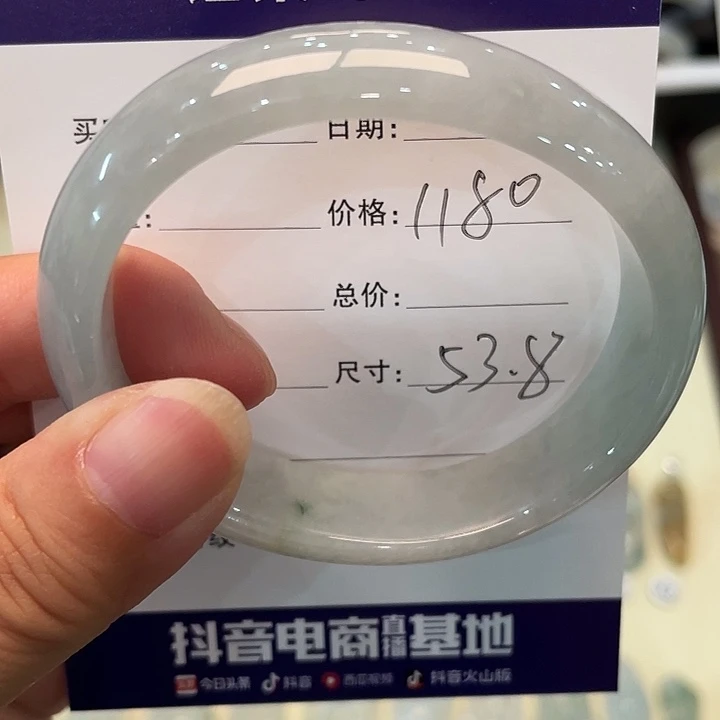 日期：
价格：1180
总价：
尺寸：53.8
抖音电商直播基地
今日头条 抖音 西瓜视频 抖音火山版